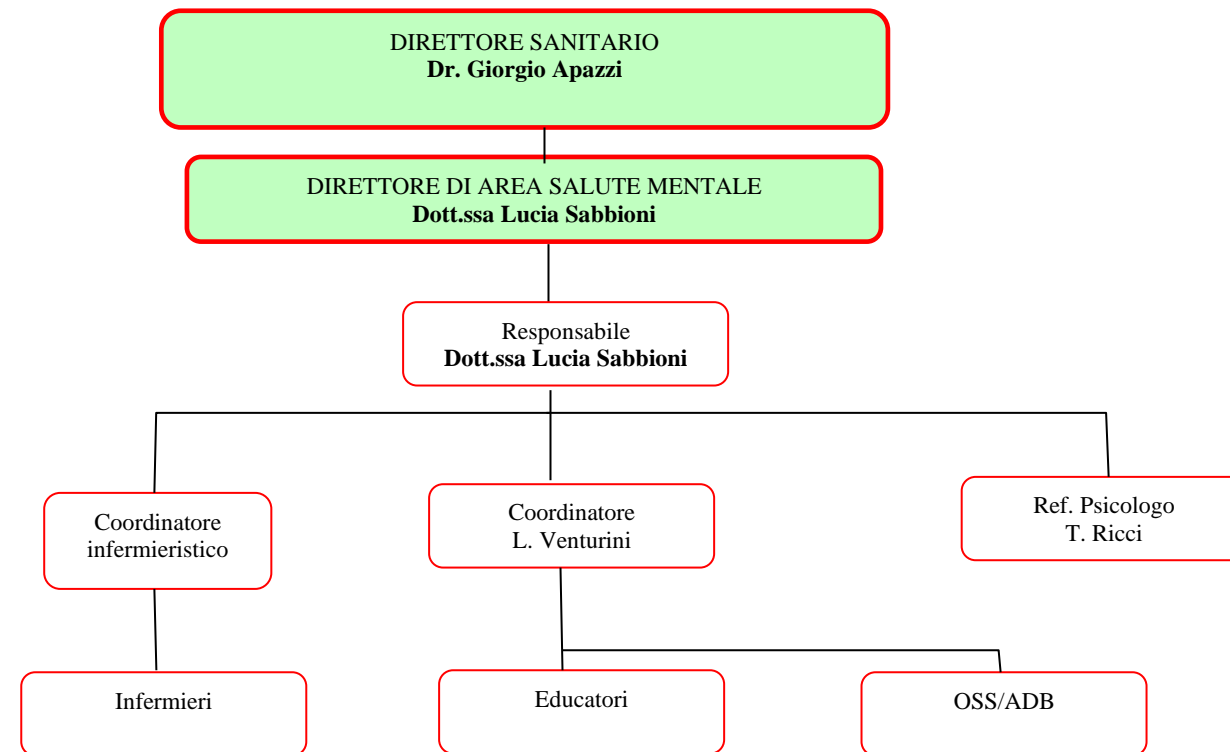 DIRETTORE SANITARIO
Dr. Giorgio Apazzi
DIRETTORE DI AREA SALUTE MENTALE
Dott.ssa Lucia Sabbioni
Responsabile
Dott.ssa Lucia Sabbioni
Coordinatore
infermieristico
Coordinatore
L. Venturini
Ref. Psicologo
T. Ricci
Infermieri
Educatori
OSS/ADB